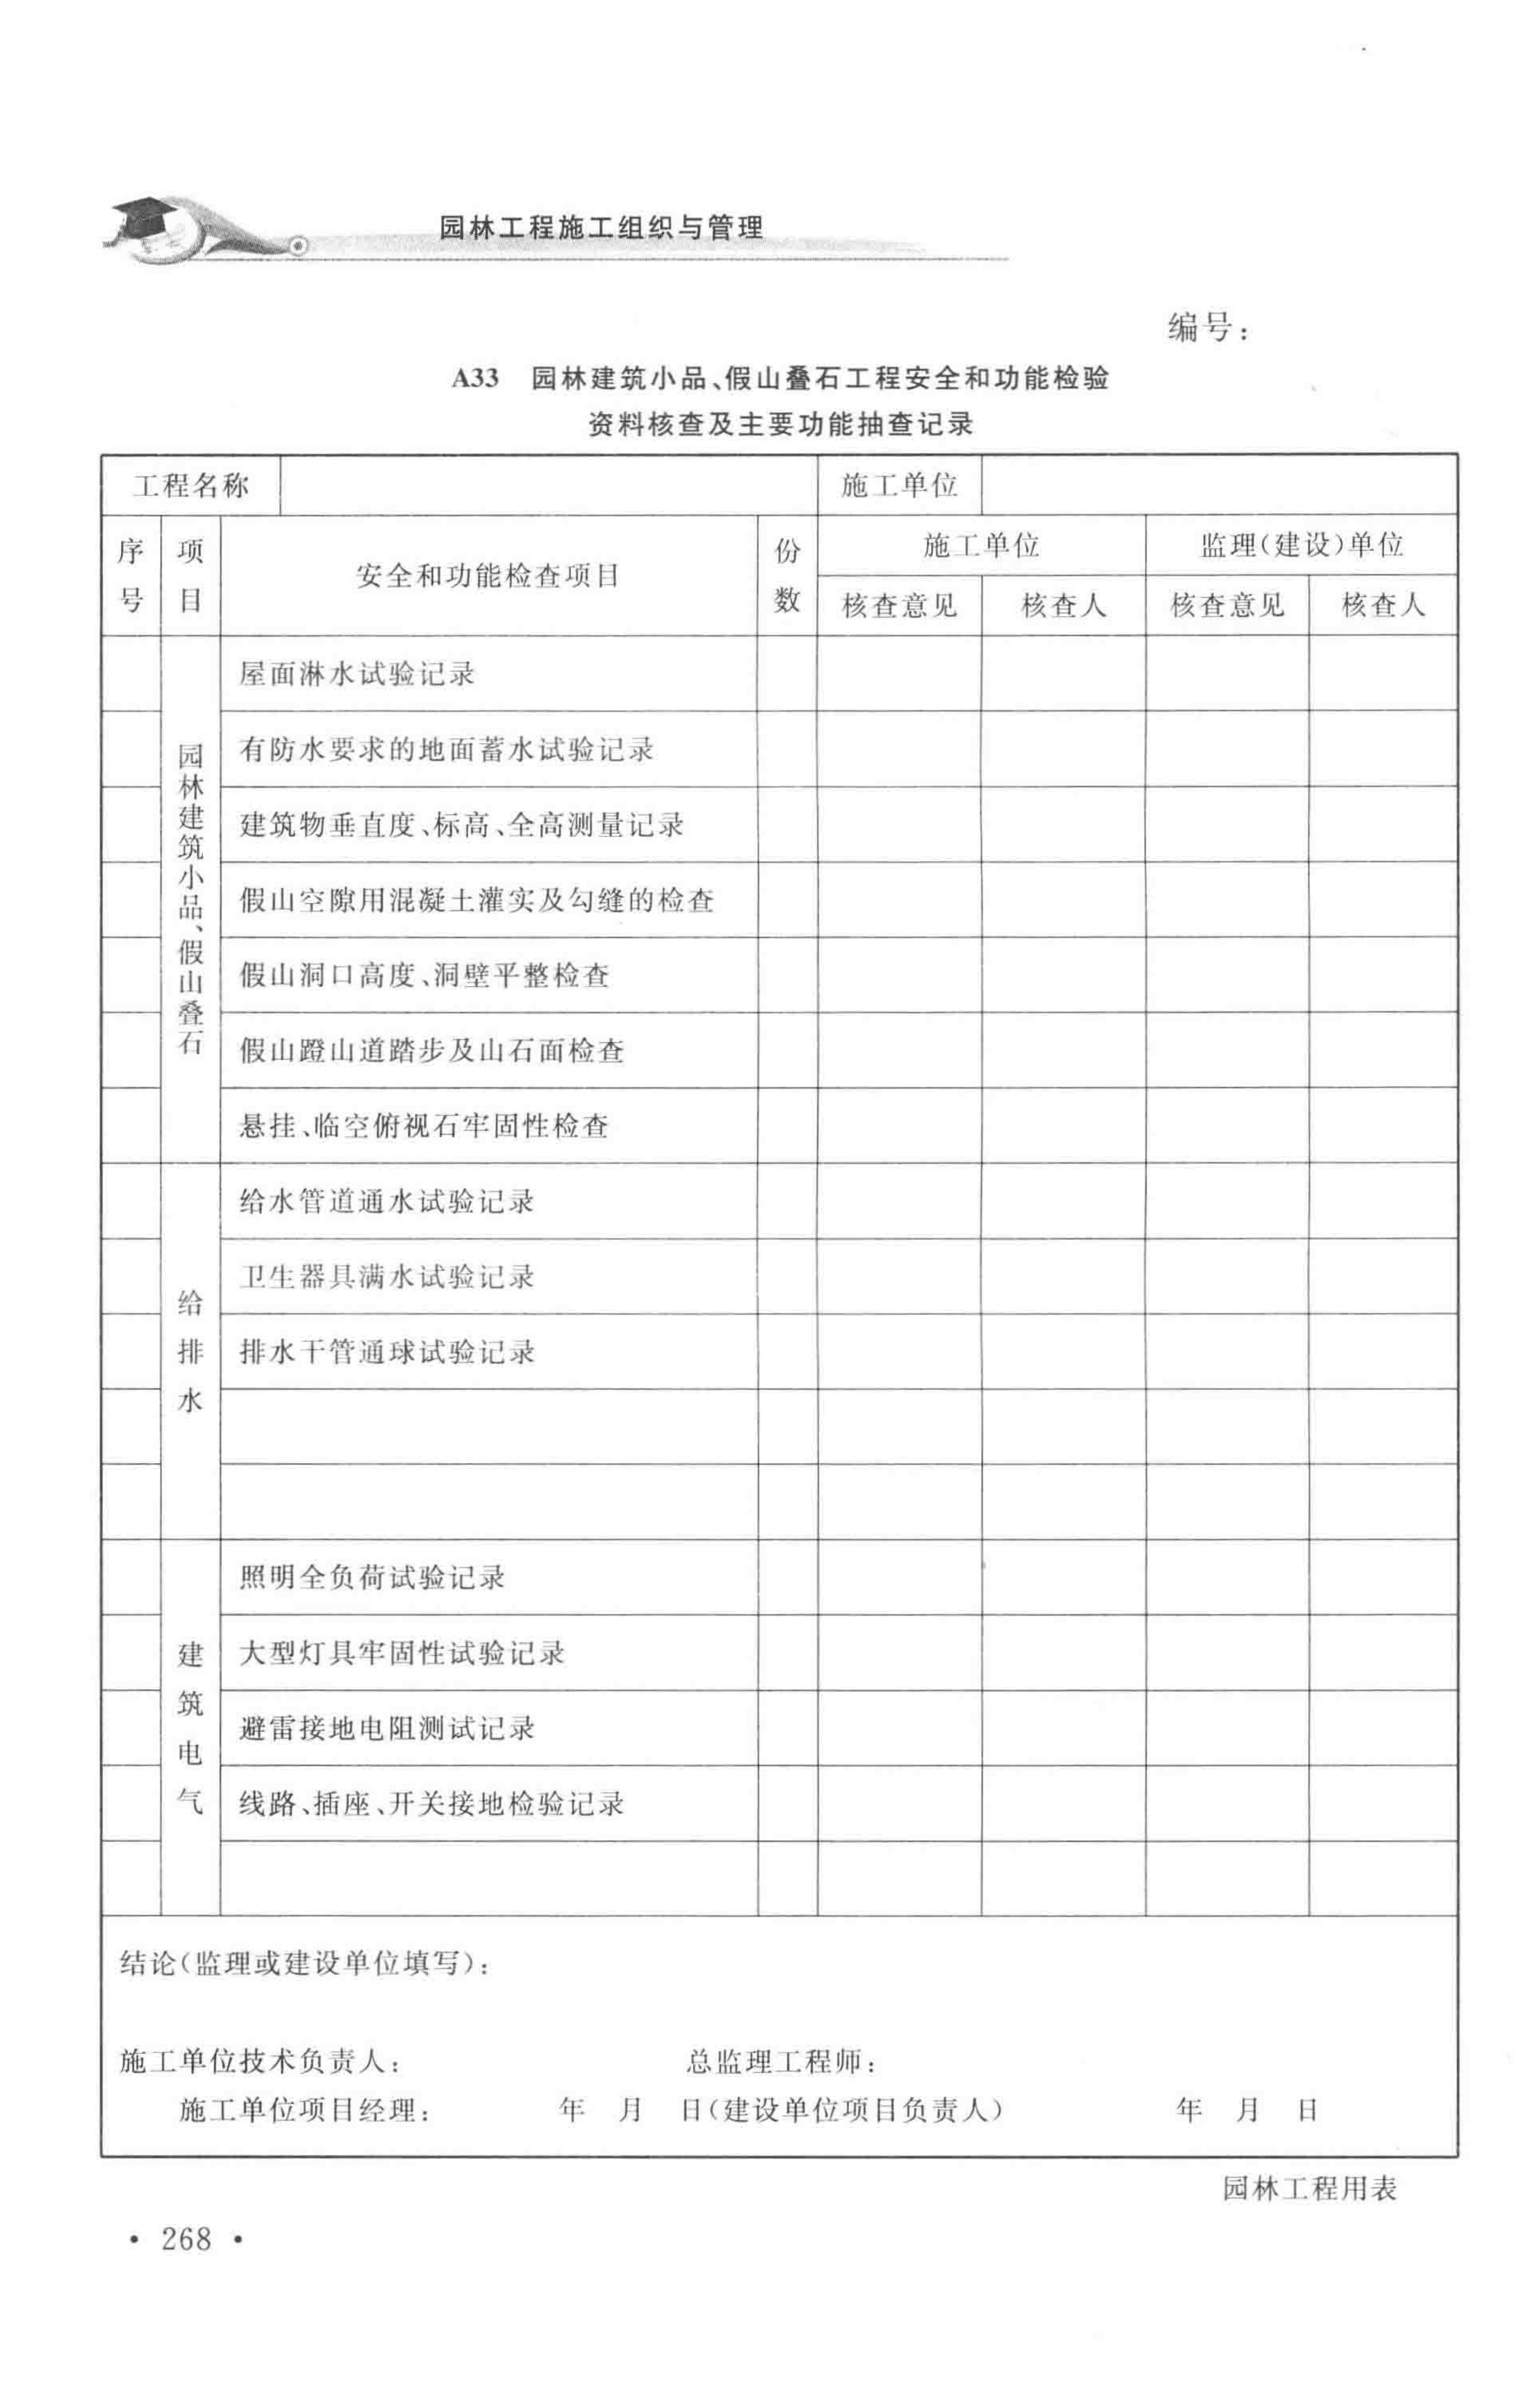 园林工程施工组织与管理
编号：
A33 园林建筑小品、假山叠石工程安全和功能检验
资料核查及主要功能抽查记录
工程名称 施工单位
序号 项目 安全和功能检查项目 份数 施工单位 监理(建设)单位
核查意见 核查人 核查意见 核查人
园林建筑小品、假山叠石
屋面淋水试验记录
有防水要求的地面蓄水试验记录
建筑物垂直度、标高、全高测量记录
假山空隙用混凝土灌实及勾缝的检查
假山洞口高度、洞壁平整检查
假山蹬山道踏步及山石面检查
悬挂、临空俯视石牢固性检查
给排水
给水管道通水试验记录
卫生器具满水试验记录
排水干管通球试验记录
建筑电气
照明全负荷试验记录
大型灯具牢固性试验记录
避雷接地电阻测试记录
线路、插座、开关接地检验记录
结论(监理或建设单位填写)：
施工单位技术负责人： 总监理工程师：
施工单位项目经理： 年 月 日(建设单位项目负责人) 年 月 日
园林工程用表
· 268 ·